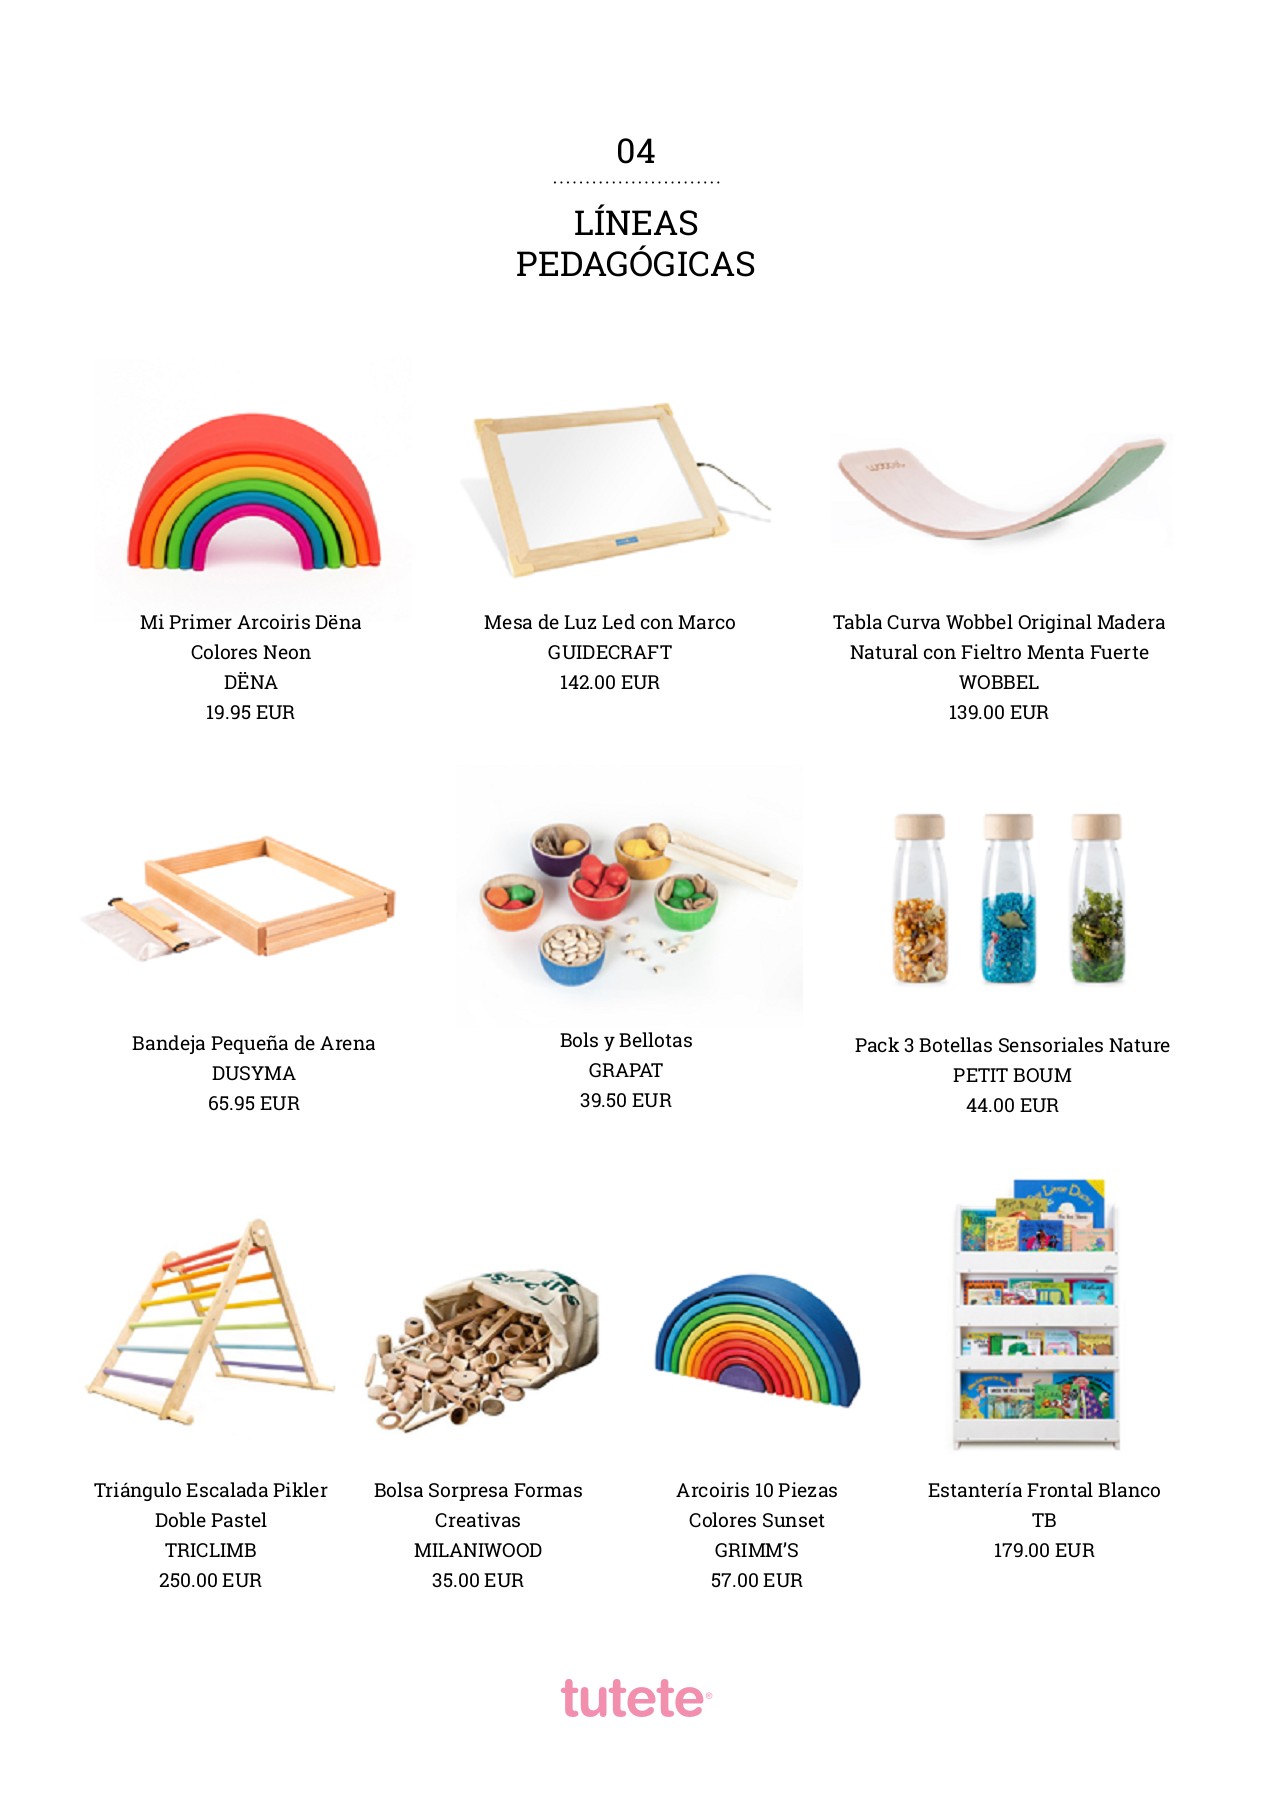 04
LÍNEAS
PEDAGÓGICAS
Mi Primer Arcoiris Dëna
Colores Neon
DËNA
19.95 EUR
Mesa de Luz Led con Marco
GUIDECRAFT
142.00 EUR
Tabla Curva Wobbel Original Madera
Natural con Fieltro Menta Fuerte
WOBBEL
139.00 EUR
Bandeja Pequeña de Arena
DUSYMA
65.95 EUR
Bols y Bellotas
GRAPAT
39.50 EUR
Pack 3 Botellas Sensoriales Nature
PETIT BOUM
44.00 EUR
Triángulo Escalada Pikler
Doble Pastel
TRICLIMB
250.00 EUR
Bolsa Sorpresa Formas
Creativas
MILANIWOOD
35.00 EUR
Arcoiris 10 Piezas
Colores Sunset
GRIMM'S
57.00 EUR
Estantería Frontal Blanco
TB
179.00 EUR
tutete®